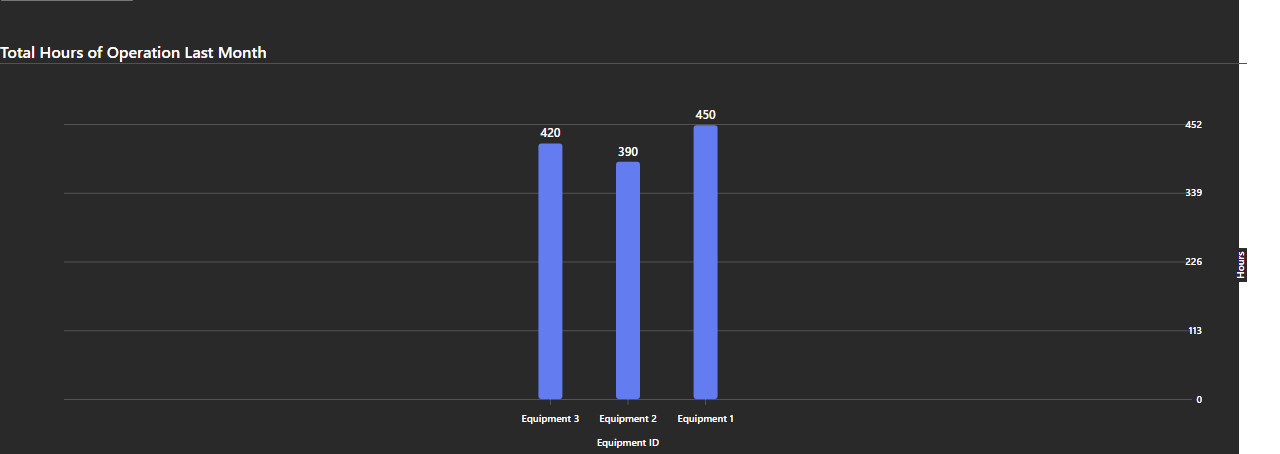 Total Hours of Operation Last Month
450
420
390
452
339
226
113
0
Hours
Equipment 3 Equipment 2 Equipment 1
Equipment ID